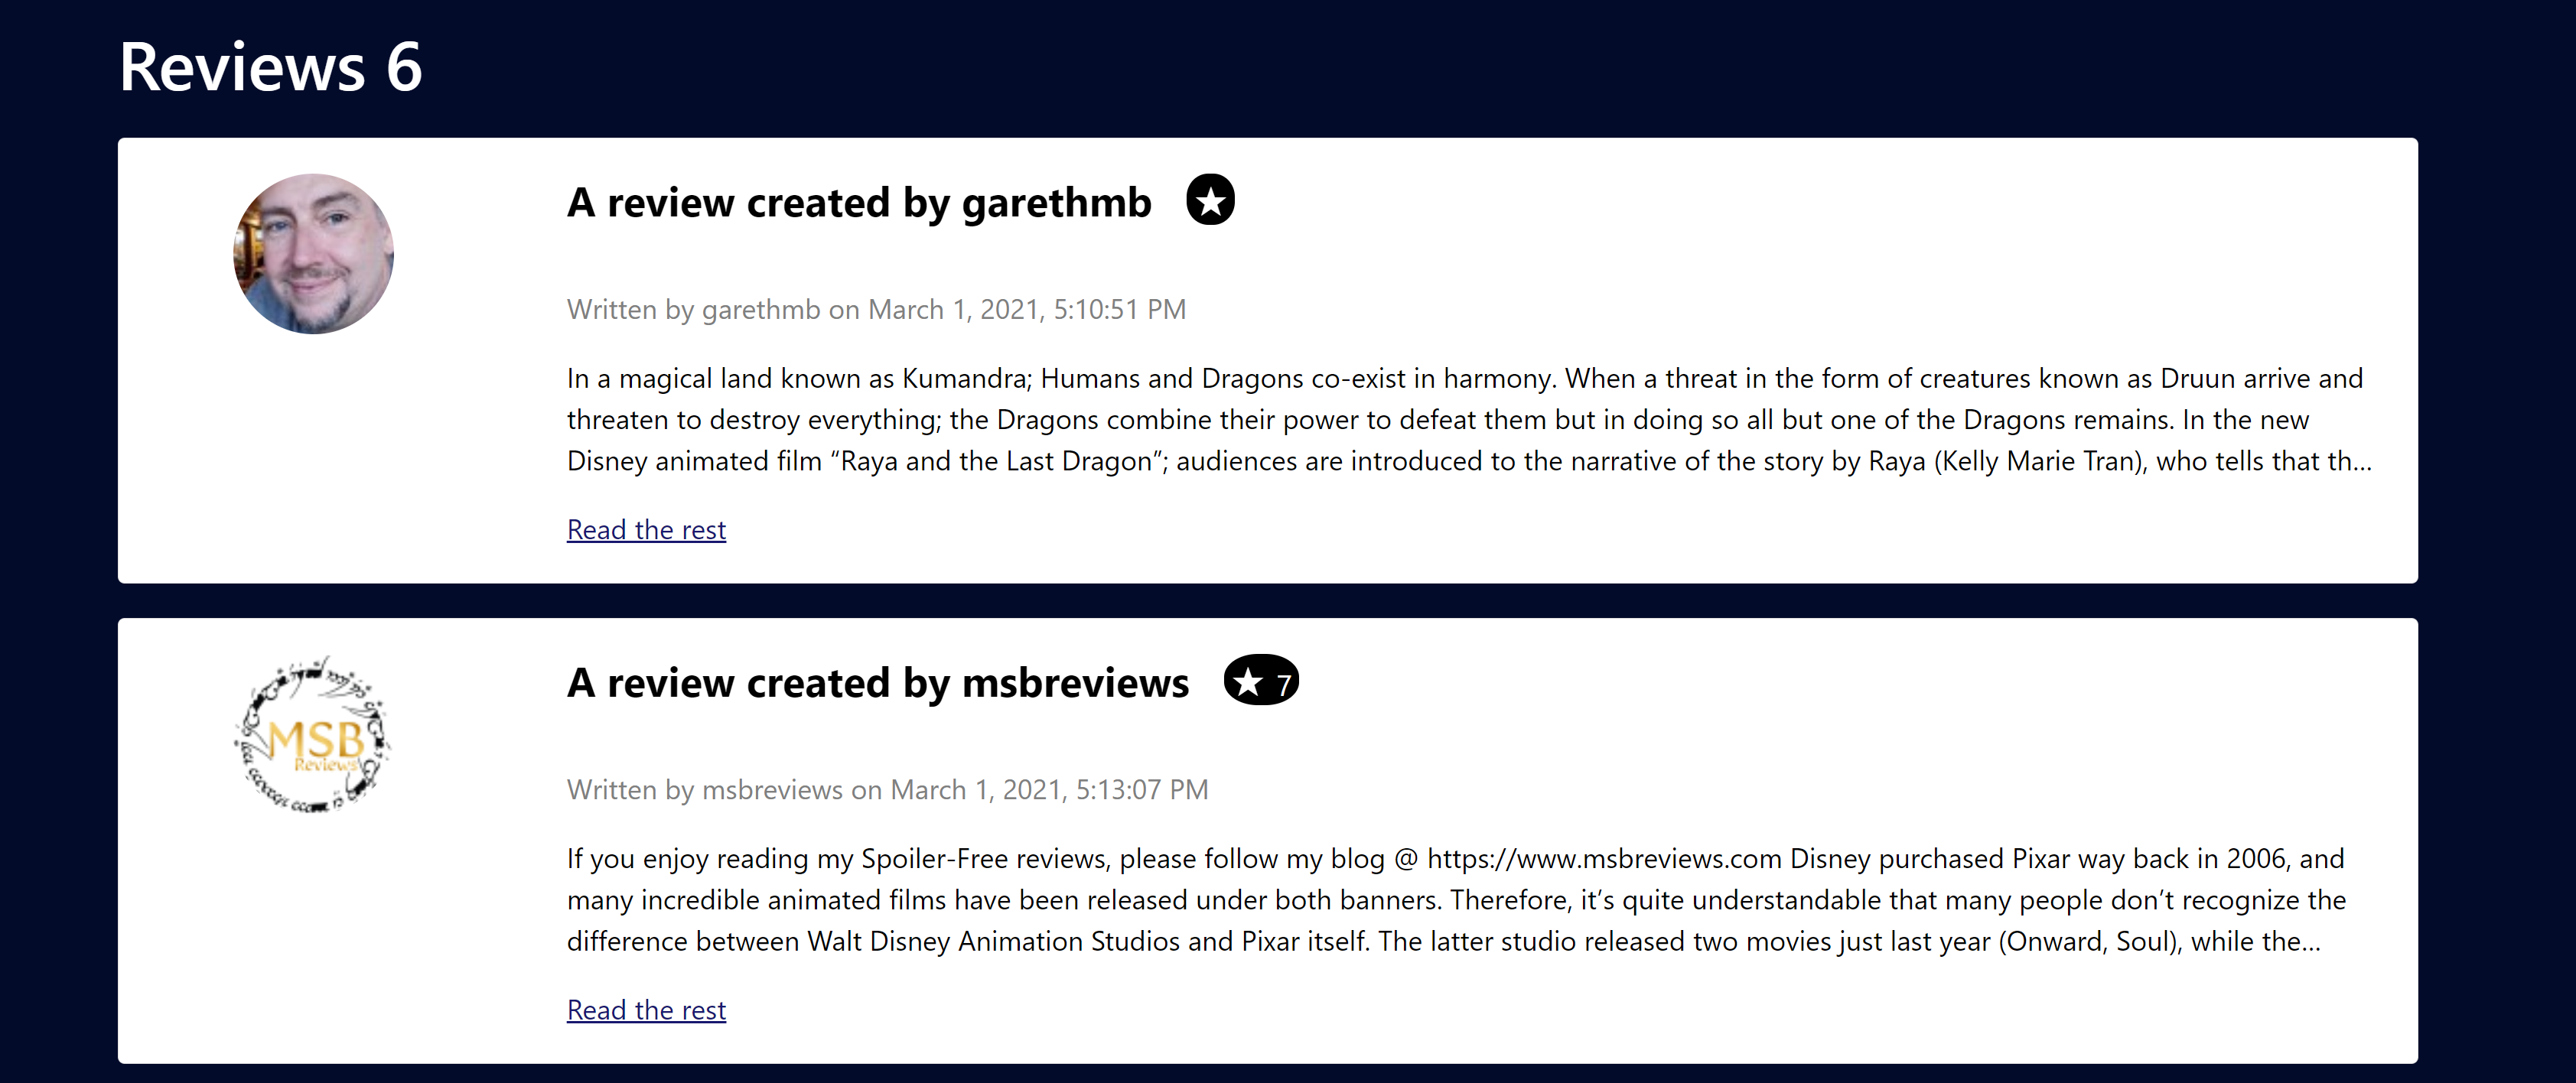 Reviews 6
A review created by garethmb ★
Written by garethmb on March 1, 2021, 5:10:51 PM
In a magical land known as Kumandra; Humans and Dragons co-exist in harmony. When a threat in the form of creatures known as Druun arrive and
threaten to destroy everything; the Dragons combine their power to defeat them but in doing so all but one of the Dragons remains. In the new
Disney animated film “Raya and the Last Dragon”; audiences are introduced to the narrative of the story by Raya (Kelly Marie Tran), who tells that th...
Read the rest
A review created by msbreviews ★ 7
MSB
Reviews
Written by msbreviews on March 1, 2021, 5:13:07 PM
If you enjoy reading my Spoiler-Free reviews, please follow my blog @ https://www.msbreviews.com Disney purchased Pixar way back in 2006, and
many incredible animated films have been released under both banners. Therefore, it’s quite understandable that many people don’t recognize the
difference between Walt Disney Animation Studios and Pixar itself. The latter studio released two movies just last year (Onward, Soul), while the...
Read the rest